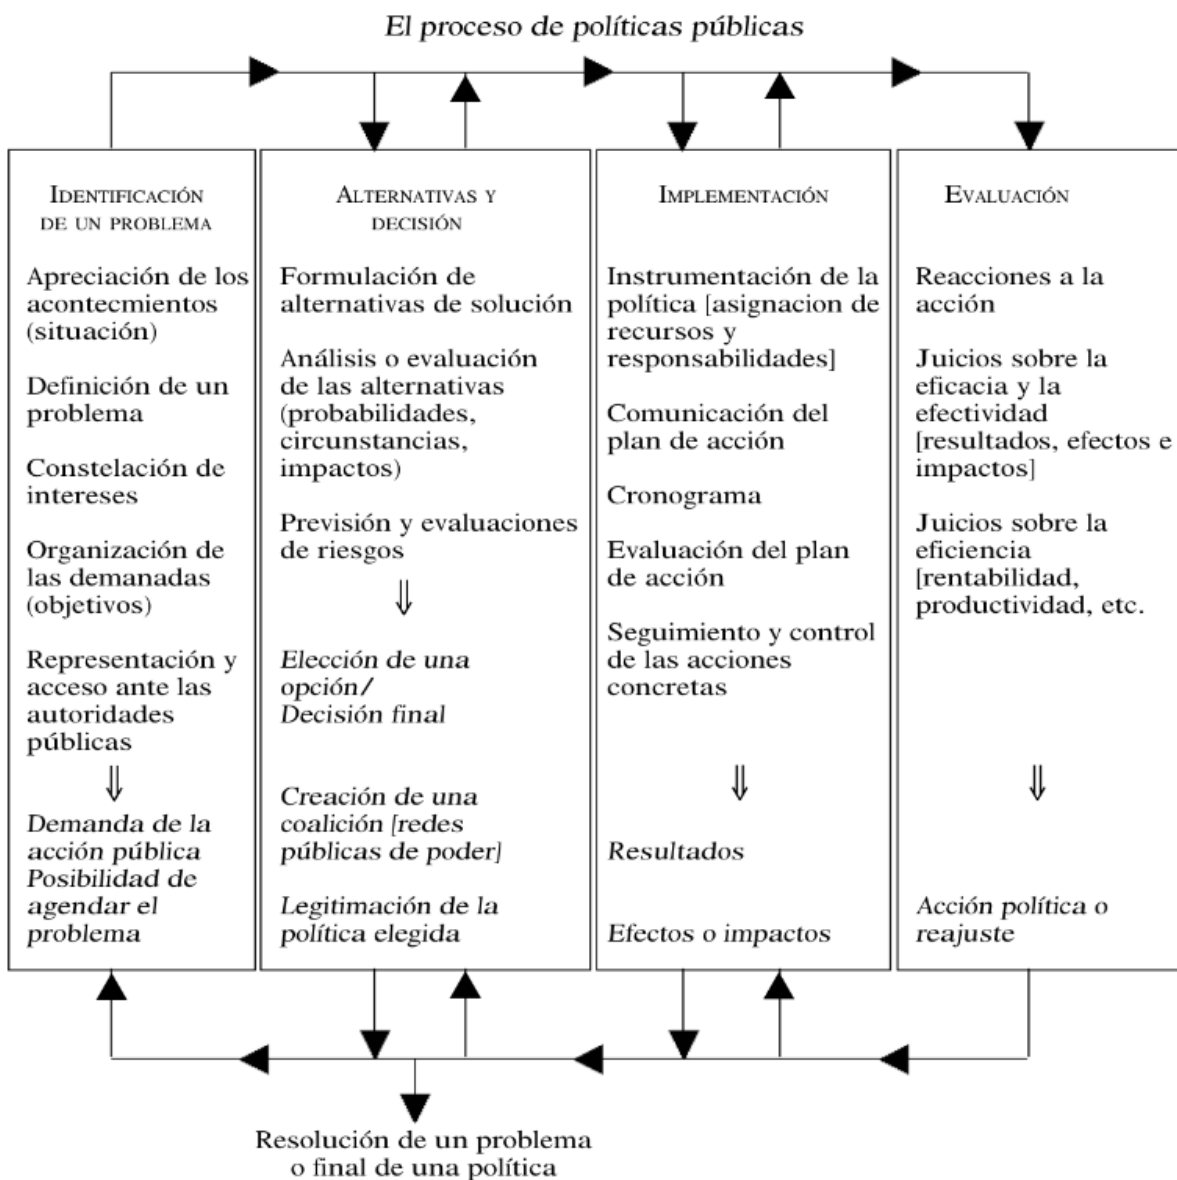 El proceso de políticas públicas
IDENTIFICACIÓN
DE UN PROBLEMA
Apreciación de los
acontecmientos
(situación)
Definición de un
problema
Constelación de
intereses
Organización de
las demanadas
(objetivos)
Representación y
acceso ante las
autoridades
públicas
⇓
Demanda de la
acción pública
Posibilidad de
agendar el
problema
ALTERNATIVAS Y
DECISIÓN
Formulación de
alternativas de solución
Análisis o evaluación
de las alternativas
(probabilidades,
circunstancias,
impactos)
Previsión y evaluaciones
de riesgos
⇓
Elección de una
opción/
Decisión final
Creación de una
coalición [redes
públicas de poder]
Legitimación de la
política elegida
IMPLEMENTACIÓN
Instrumentación de la
política [asignacion de
recursos y
responsabilidades]
Comunicación del
plan de acción
Cronograma
Evaluación del plan
de acción
Seguimiento y control
de las acciones
concretas
⇓
Resultados
Efectos o impactos
EVALUACIÓN
Reacciones a la
acción
Juicios sobre la
eficacia y la
efectividad
[resultados, efectos e
impactos]
Juicios sobre la
eficiencia
[rentabilidad,
productividad, etc.
⇓
Acción política o
reajuste
Resolución de un problema
o final de una política